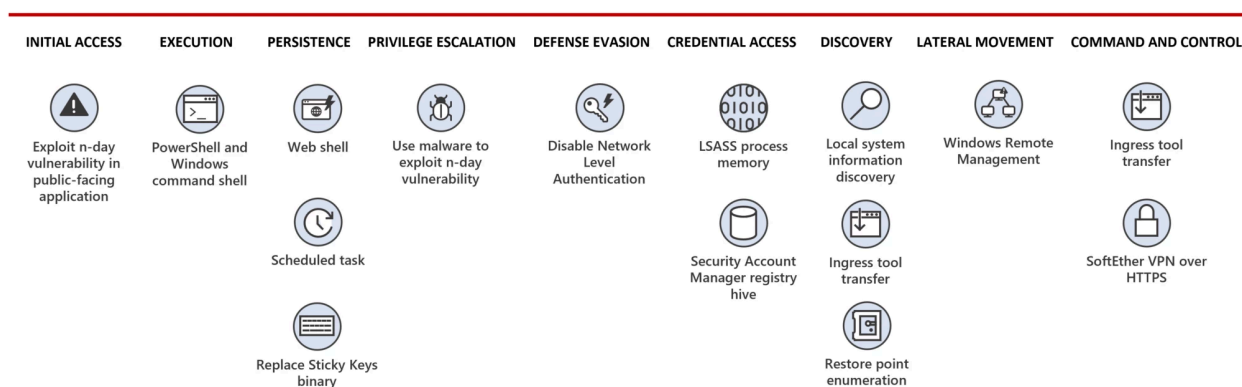 INITIAL ACCESS
EXECUTION
PERSISTENCE
PRIVILEGE ESCALATION
DEFENSE EVASION
CREDENTIAL ACCESS
DISCOVERY
LATERAL MOVEMENT
COMMAND AND CONTROL
Exploit n-day
vulnerability in
public-facing
application
PowerShell and
Windows
command shell
Web shell
Scheduled task
Replace Sticky Keys
binary
Use malware to
exploit n-day
vulnerability
Disable Network
Level
Authentication
LSASS process
memory
Security Account
Manager registry
hive
Local system
information
discovery
Ingress tool
transfer
Restore point
enumeration
Windows Remote
Management
Ingress tool
transfer
SoftEther VPN over
HTTPS